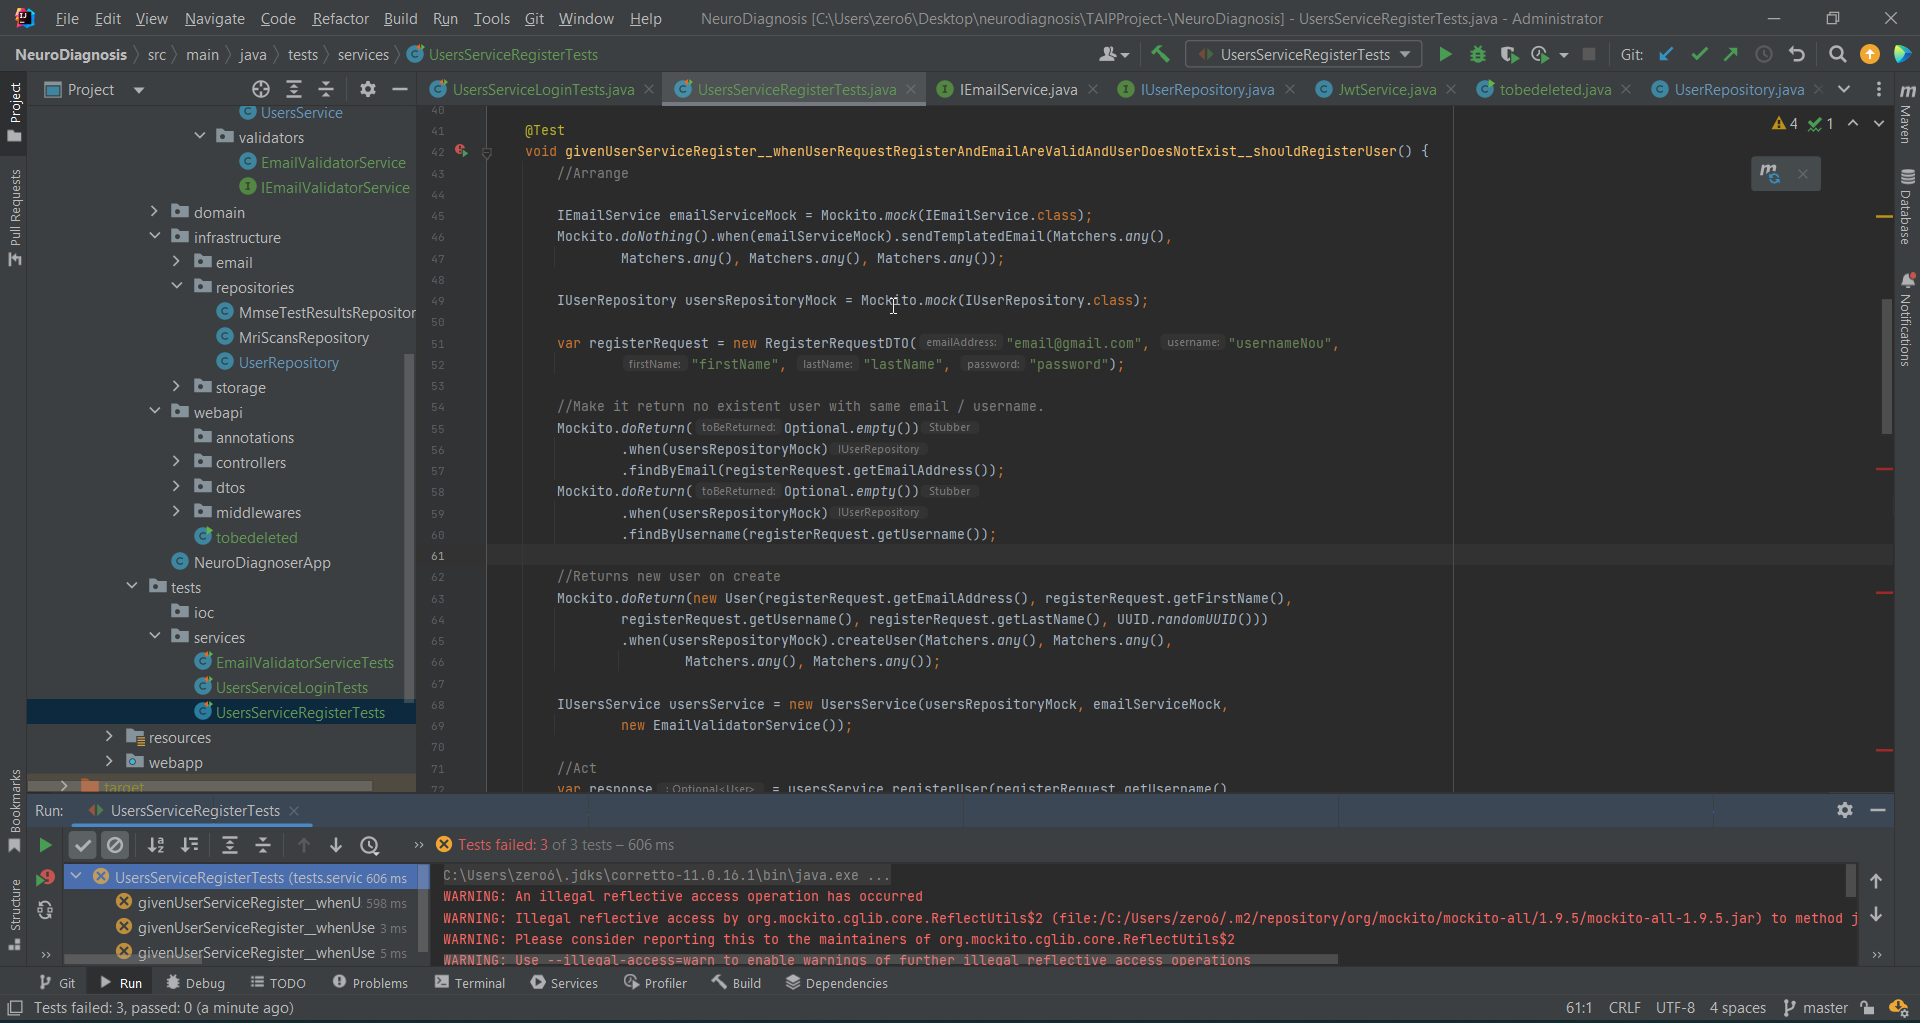 File Edit View Navigate Code Refactor Build Run Tools Git Window Help NeuroDiagnosis [C:\Users\zero6\Desktop\neurodiagnosis\TAIPProject-\NeuroDiagnosis] - UsersServiceRegisterTests.java - Administrator
NeuroDiagnosis src main java tests services UsersServiceRegisterTests UsersServiceRegisterTests Git:
Project UsersServiceLoginTests.java UsersServiceRegisterTests.java IEmailService.java IUserRepository.java JwtService.java tobedeleted.java UserRepository.java
Project
Pull Requests
Bookmarks
Structure
Maven
Database
Notifications
UsersService
validators
EmailValidatorService
IEmailValidatorService
domain
infrastructure
email
repositories
MmseTestResultsRepositor
MriScansRepository
UserRepository
storage
webapi
annotations
controllers
dtos
middlewares
tobedeleted
NeuroDiagnoserApp
tests
ioc
services
EmailValidatorServiceTests
UsersServiceLoginTests
UsersServiceRegisterTests
resources
webapp
target
4 1
40
41 @Test
42 void givenUserServiceRegister__whenUserRequestRegisterAndEmailAreValidAndUserDoesNotExist__shouldRegisterUser() {
43 //Arrange
44
45 IEmailService emailServiceMock = Mockito.mock(IEmailService.class);
46 Mockito.doNothing().when(emailServiceMock).sendTemplatedEmail(Matchers.any(),
47 Matchers.any(), Matchers.any(), Matchers.any());
48
49 IUserRepository usersRepositoryMock = Mockito.mock(IUserRepository.class);
50
51 var registerRequest = new RegisterRequestDTO( emailAddress: "email@gmail.com", username: "usernameNou",
52 firstName: "firstName", lastName: "lastName", password: "password");
53
54 //Make it return no existent user with same email / username.
55 Mockito.doReturn( toBeReturned: Optional.empty()) Stubber
56 .when(usersRepositoryMock) IUserRepository
57 .findByEmail(registerRequest.getEmailAddress());
58 Mockito.doReturn( toBeReturned: Optional.empty()) Stubber
59 .when(usersRepositoryMock) IUserRepository
60 .findByUsername(registerRequest.getUsername());
61
62 //Returns new user on create
63 Mockito.doReturn(new User(registerRequest.getEmailAddress(), registerRequest.getFirstName(),
64 registerRequest.getUsername(), registerRequest.getLastName(), UUID.randomUUID()))
65 .when(usersRepositoryMock).createUser(Matchers.any(), Matchers.any(),
66 Matchers.any(), Matchers.any());
67
68 IUsersService usersService = new UsersService(usersRepositoryMock, emailServiceMock,
69 new EmailValidatorService());
70
71 //Act
72 var response : Optional<User> = usersService.registerUser(registerRequest.getUsername()
Run: UsersServiceRegisterTests
Tests failed: 3 of 3 tests – 606 ms
UsersServiceRegisterTests (tests.servic 606 ms
givenUserServiceRegister__whenU 598 ms
givenUserServiceRegister__whenUse 3 ms
givenUserServiceRegister__whenUse 5 ms
C:\Users\zero6\.jdks\corretto-11.0.16.1\bin\java.exe ...
WARNING: An illegal reflective access operation has occurred
WARNING: Illegal reflective access by org.mockito.cglib.core.ReflectUtils$2 (file:/C:/Users/zero6/.m2/repository/org/mockito/mockito-all/1.9.5/mockito-all-1.9.5.jar) to method j
WARNING: Please consider reporting this to the maintainers of org.mockito.cglib.core.ReflectUtils$2
WARNING: Use --illegal-access=warn to enable warnings of further illegal reflective access operations
Git Run Debug TODO Problems Terminal Services Profiler Build Dependencies
Tests failed: 3, passed: 0 (a minute ago) 61:1 CRLF UTF-8 4 spaces master